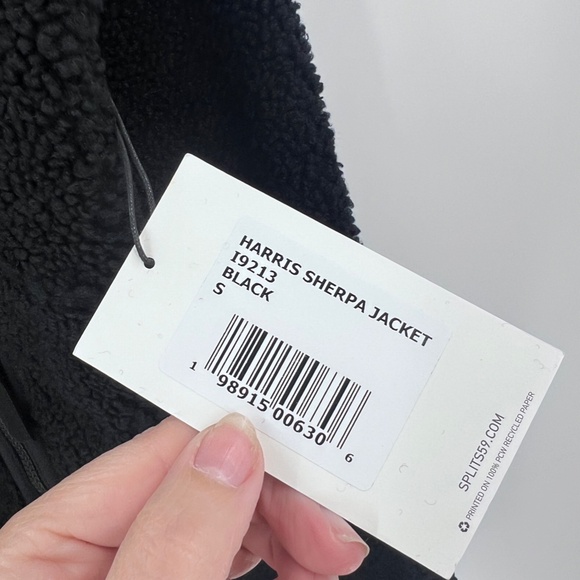 HARRIS SHERPA JACKET
I9213
BLACK
S
1 98915 00630 6
SPLITS59.COM
PRINTED ON 100% PCW RECYCLED PAPER